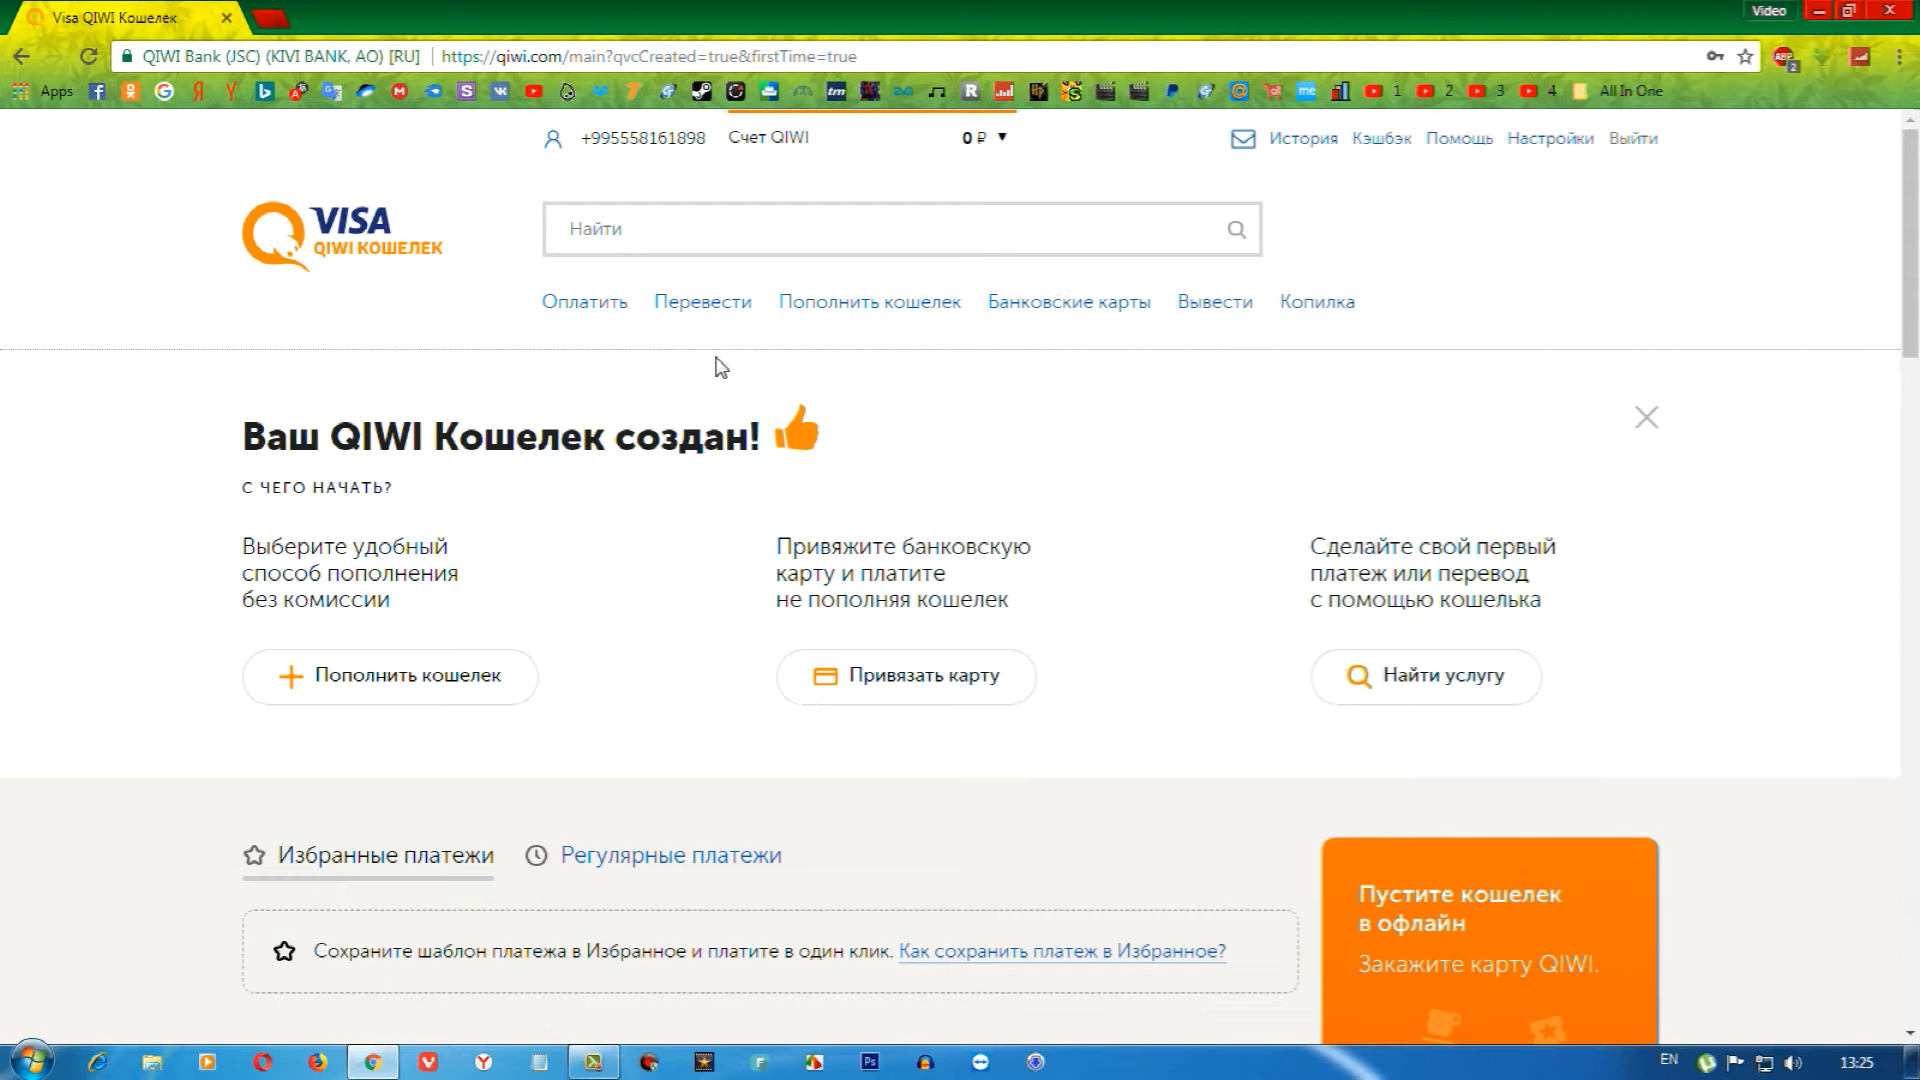 Visa QIWI Кошелек
Video
QIWI Bank (JSC) (KIVI BANK, AO) [RU] https://qiwi.com/main?qvcCreated=true&firstTime=true
Apps 1 2 3 4 All In One
+995558161898 Счет QIWI 0 ₽ История Кэшбэк Помощь Настройки Выйти
VISA
QIWI КОШЕЛЕК
Найти
Оплатить Перевести Пополнить кошелек Банковские карты Вывести Копилка
Ваш QIWI Кошелек создан!
С ЧЕГО НАЧАТЬ?
Выберите удобный
способ пополнения
без комиссии
Пополнить кошелек
Привяжите банковскую
карту и платите
не пополняя кошелек
Привязать карту
Сделайте свой первый
платеж или перевод
с помощью кошелька
Найти услугу
Избранные платежи Регулярные платежи
Сохраните шаблон платежа в Избранное и платите в один клик. Как сохранить платеж в Избранное?
Пустите кошелек
в офлайн
Закажите карту QIWI.
EN 13:25